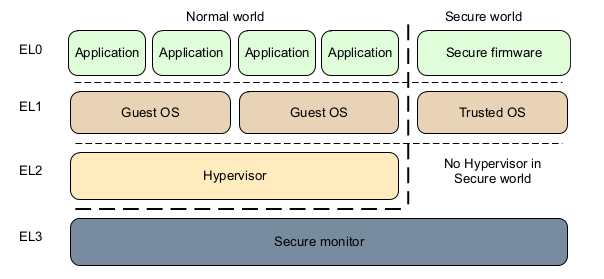 Normal world Secure world
EL0 Application Application Application Application Secure firmware
EL1 Guest OS Guest OS Trusted OS
EL2 Hypervisor No Hypervisor in
Secure world
EL3 Secure monitor